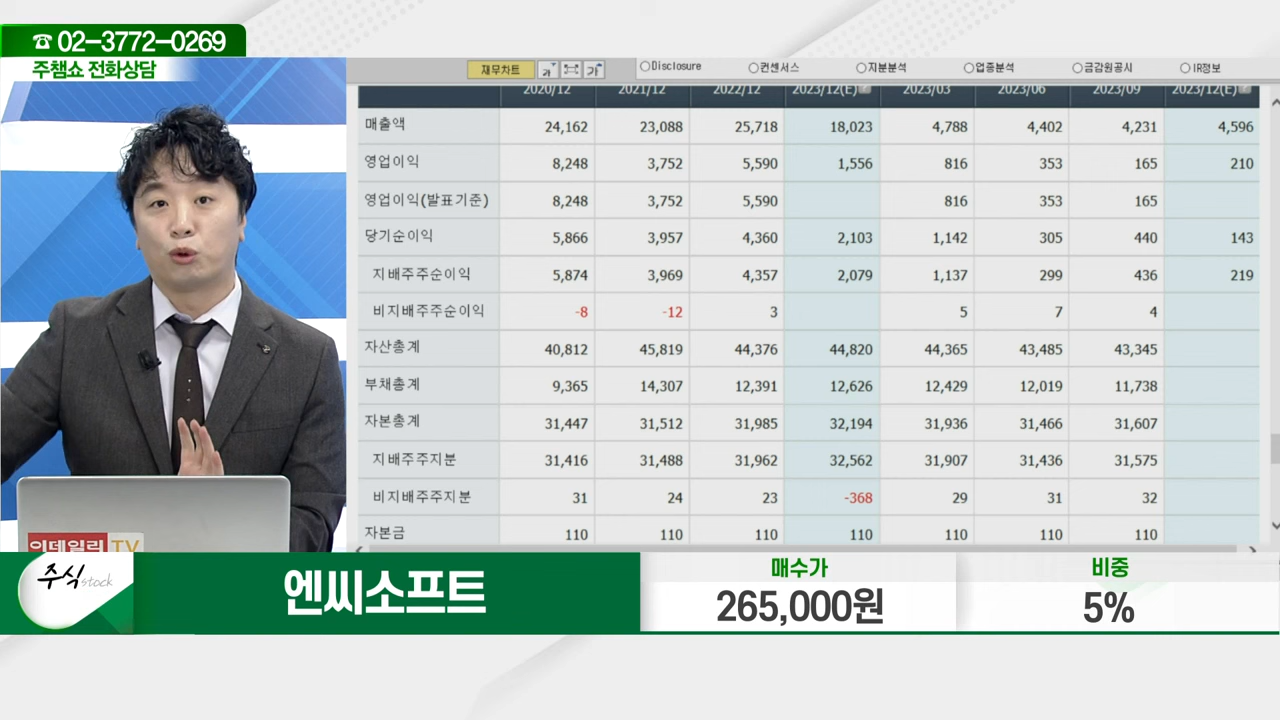 ☎ 02-3772-0269
주챔쇼 전화상담
재무차트 가 가 Disclosure 컨센서스 지분분석 업종분석 금감원공시 IR정보
2020/12 2021/12 2022/12 2023/12(E) 2023/03 2023/06 2023/09 2023/12(E)
매출액 24,162 23,088 25,718 18,023 4,788 4,402 4,231 4,596
영업이익 8,248 3,752 5,590 1,556 816 353 165 210
영업이익(발표기준) 8,248 3,752 5,590 816 353 165
당기순이익 5,866 3,957 4,360 2,103 1,142 305 440 143
지배주주순이익 5,874 3,969 4,357 2,079 1,137 299 436 219
비지배주주순이익 -8 -12 3 5 7 4
자산총계 40,812 45,819 44,376 44,820 44,365 43,485 43,345
부채총계 9,365 14,307 12,391 12,626 12,429 12,019 11,738
자본총계 31,447 31,512 31,985 32,194 31,936 31,466 31,607
지배주주지분 31,416 31,488 31,962 32,562 31,907 31,436 31,575
비지배주주지분 31 24 23 -368 29 31 32
자본금 110 110 110 110 110 110 110
이데일리 TV
주식 stock
엔씨소프트
매수가
265,000원
비중
5%